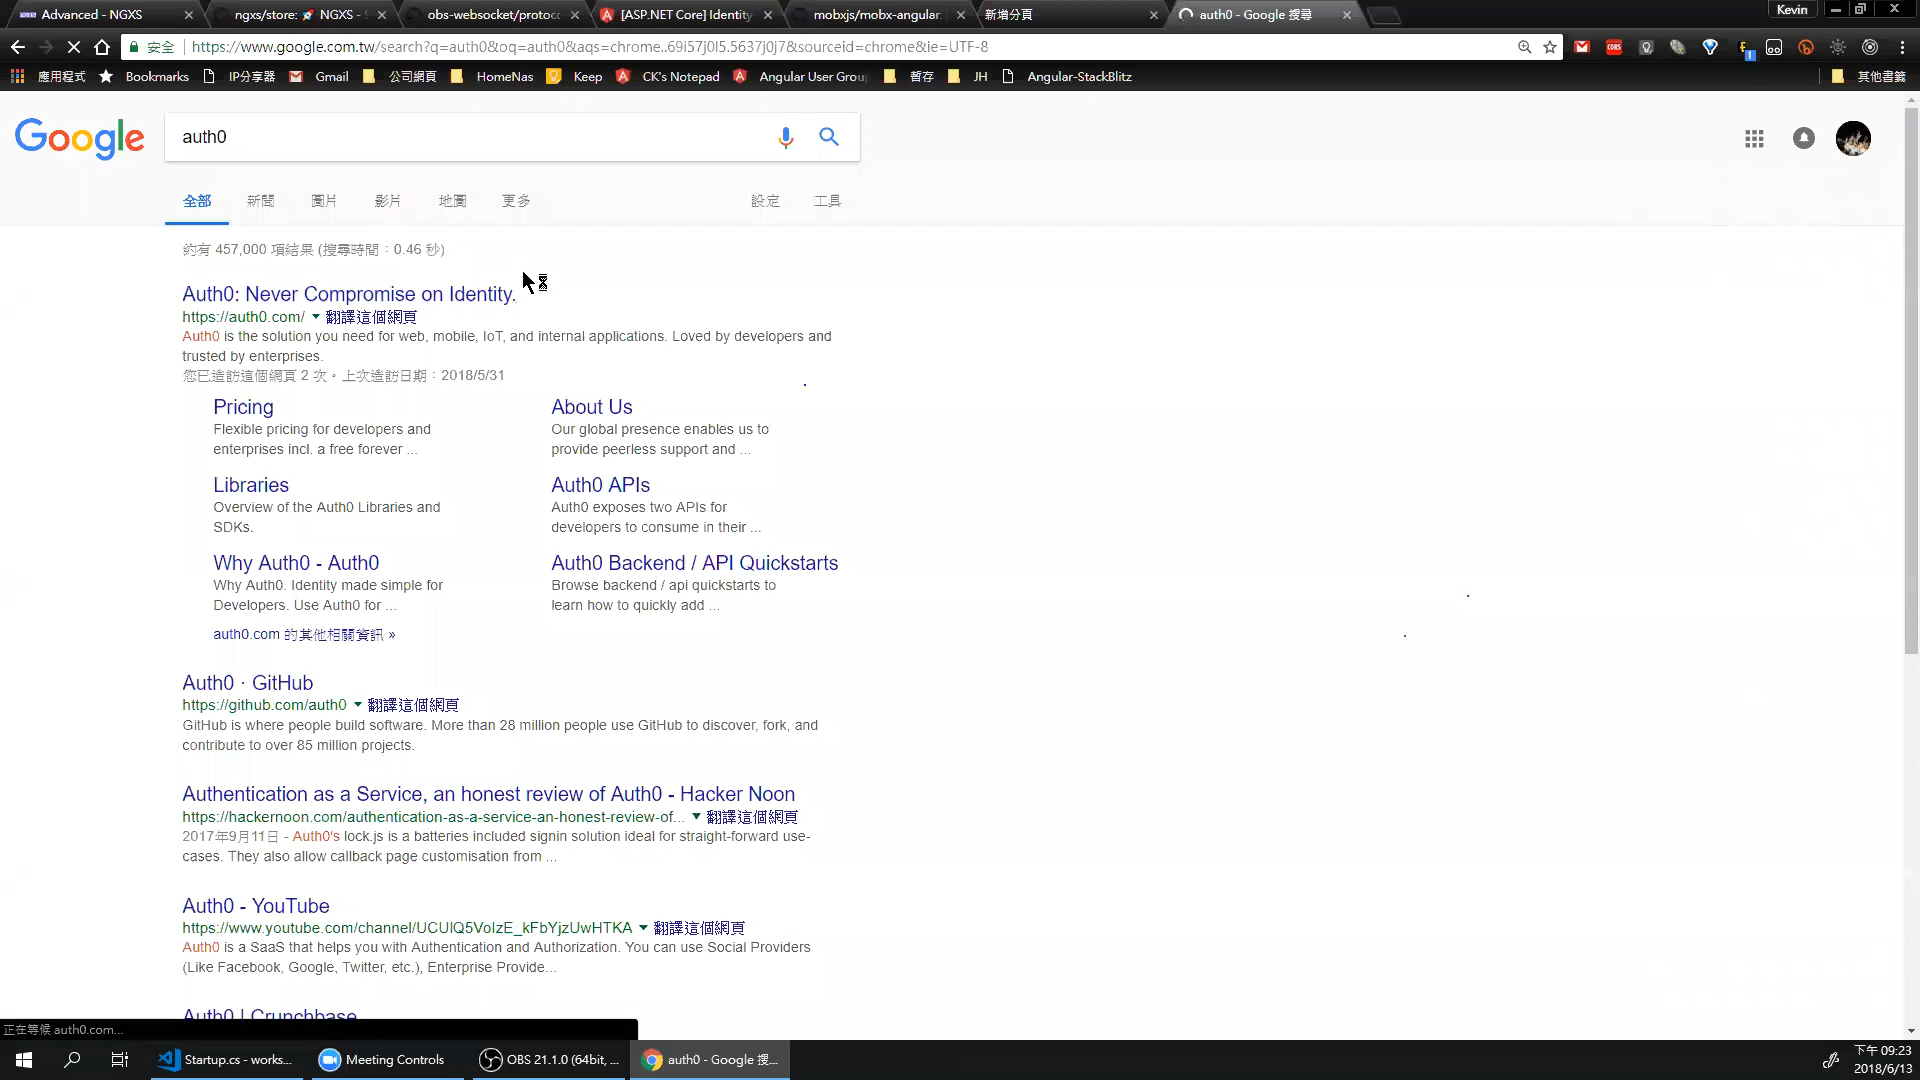 Advanced - NGXS
ngxs/store: 🚀 NGXS - S
obs-websocket/protoco
[ASP.NET Core] Identity
mobxjs/mobx-angular:
新增分頁
auth0 - Google 搜尋
Kevin
安全
https://www.google.com.tw/search?q=auth0&oq=auth0&aqs=chrome..69i57j0l5.5637j0j7&sourceid=chrome&ie=UTF-8
應用程式
Bookmarks
IP分享器
Gmail
公司網頁
HomeNas
Keep
CK's Notepad
Angular User Grou
暫存
JH
Angular-StackBlitz
其他書籤
Google
auth0
全部
新聞
圖片
影片
地圖
更多
設定
工具
約有 457,000 項結果 (搜尋時間：0.46 秒)
Auth0: Never Compromise on Identity.
https://auth0.com/ ▼ 翻譯這個網頁
Auth0 is the solution you need for web, mobile, IoT, and internal applications. Loved by developers and
trusted by enterprises.
您已造訪這個網頁 2 次。上次造訪日期：2018/5/31
Pricing
Flexible pricing for developers and
enterprises incl. a free forever ...
About Us
Our global presence enables us to
provide peerless support and ...
Libraries
Overview of the Auth0 Libraries and
SDKs.
Auth0 APIs
Auth0 exposes two APIs for
developers to consume in their ...
Why Auth0 - Auth0
Why Auth0. Identity made simple for
Developers. Use Auth0 for ...
Auth0 Backend / API Quickstarts
Browse backend / api quickstarts to
learn how to quickly add ...
auth0.com 的其他相關資訊 »
Auth0 · GitHub
https://github.com/auth0 ▼ 翻譯這個網頁
GitHub is where people build software. More than 28 million people use GitHub to discover, fork, and
contribute to over 85 million projects.
Authentication as a Service, an honest review of Auth0 - Hacker Noon
https://hackernoon.com/authentication-as-a-service-an-honest-review-of... ▼ 翻譯這個網頁
2017年9月11日 - Auth0's lock.js is a batteries included signin solution ideal for straight-forward use-
cases. They also allow callback page customisation from ...
Auth0 - YouTube
https://www.youtube.com/channel/UCUlQ5VoIzE_kFbYjzUwHTKA ▼ 翻譯這個網頁
Auth0 is a SaaS that helps you with Authentication and Authorization. You can use Social Providers
(Like Facebook, Google, Twitter, etc.), Enterprise Provide...
Auth0 | Crunchbase
正在等候 auth0.com...
Startup.cs - works...
Meeting Controls
OBS 21.1.0 (64bit, ...
auth0 - Google 搜...
下午 09:23
2018/6/13